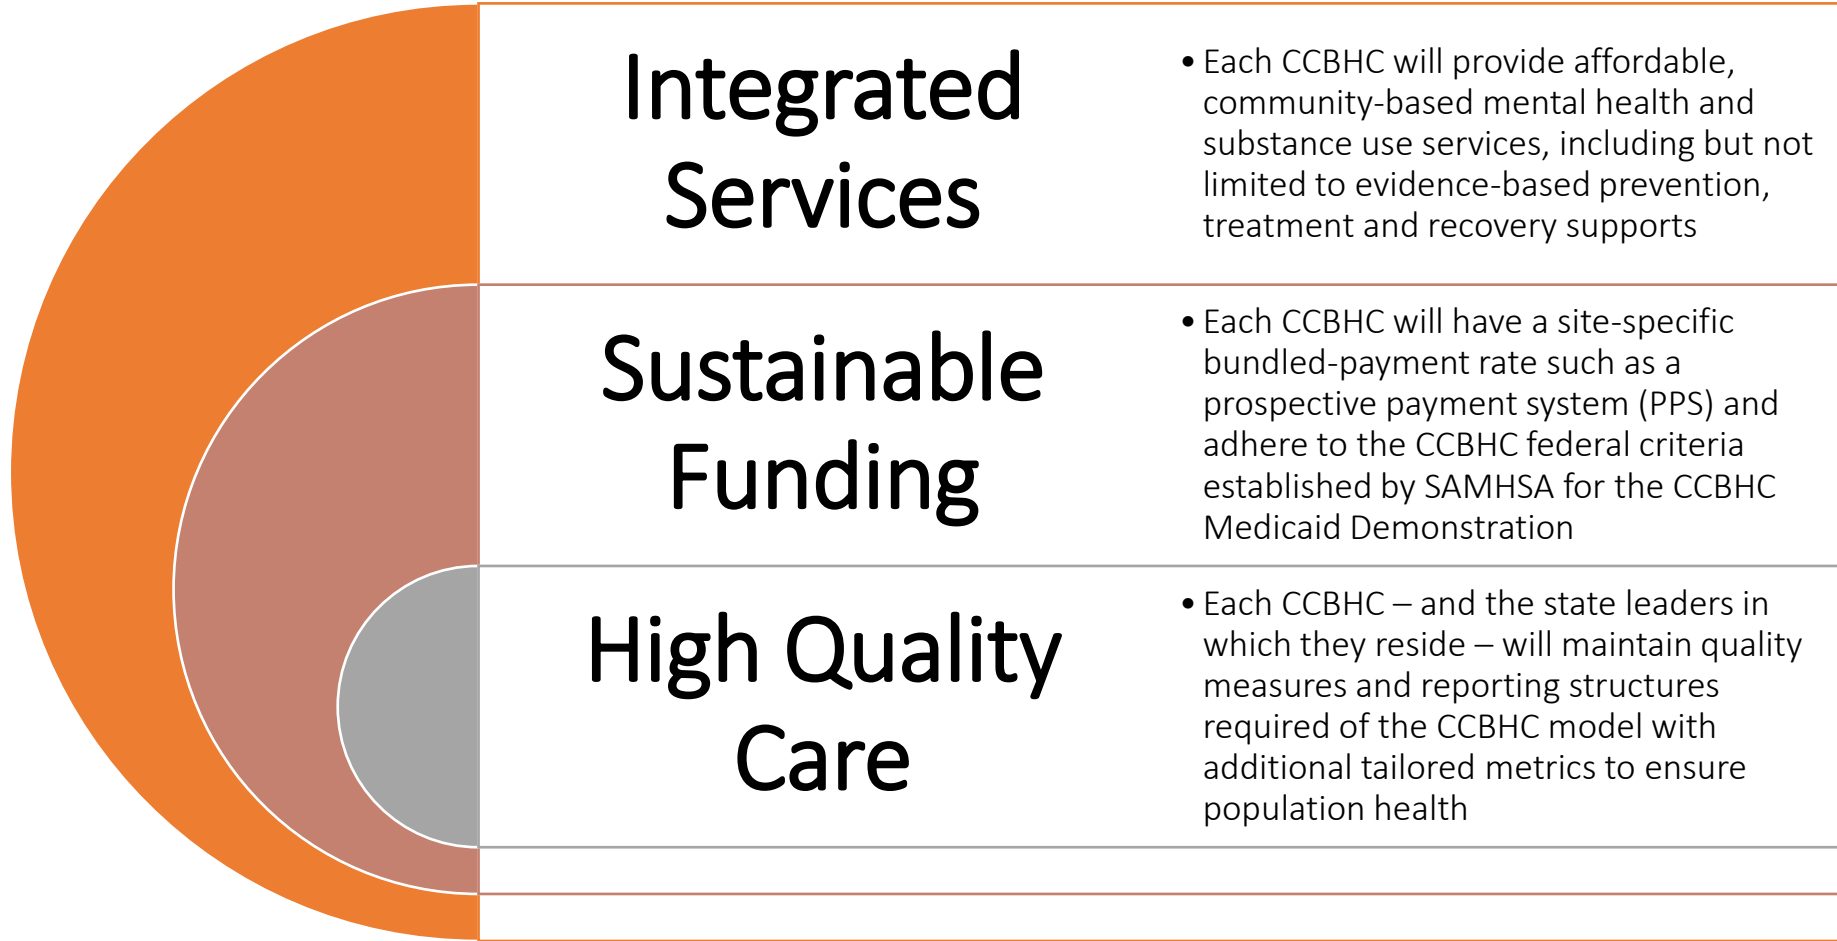 Integrated
Services
• Each CCBHC will provide affordable,
community-based mental health and
substance use services, including but not
limited to evidence-based prevention,
treatment and recovery supports
Sustainable
Funding
• Each CCBHC will have a site-specific
bundled-payment rate such as a
prospective payment system (PPS) and
adhere to the CCBHC federal criteria
established by SAMHSA for the CCBHC
Medicaid Demonstration
High Quality
Care
• Each CCBHC – and the state leaders in
which they reside – will maintain quality
measures and reporting structures
required of the CCBHC model with
additional tailored metrics to ensure
population health